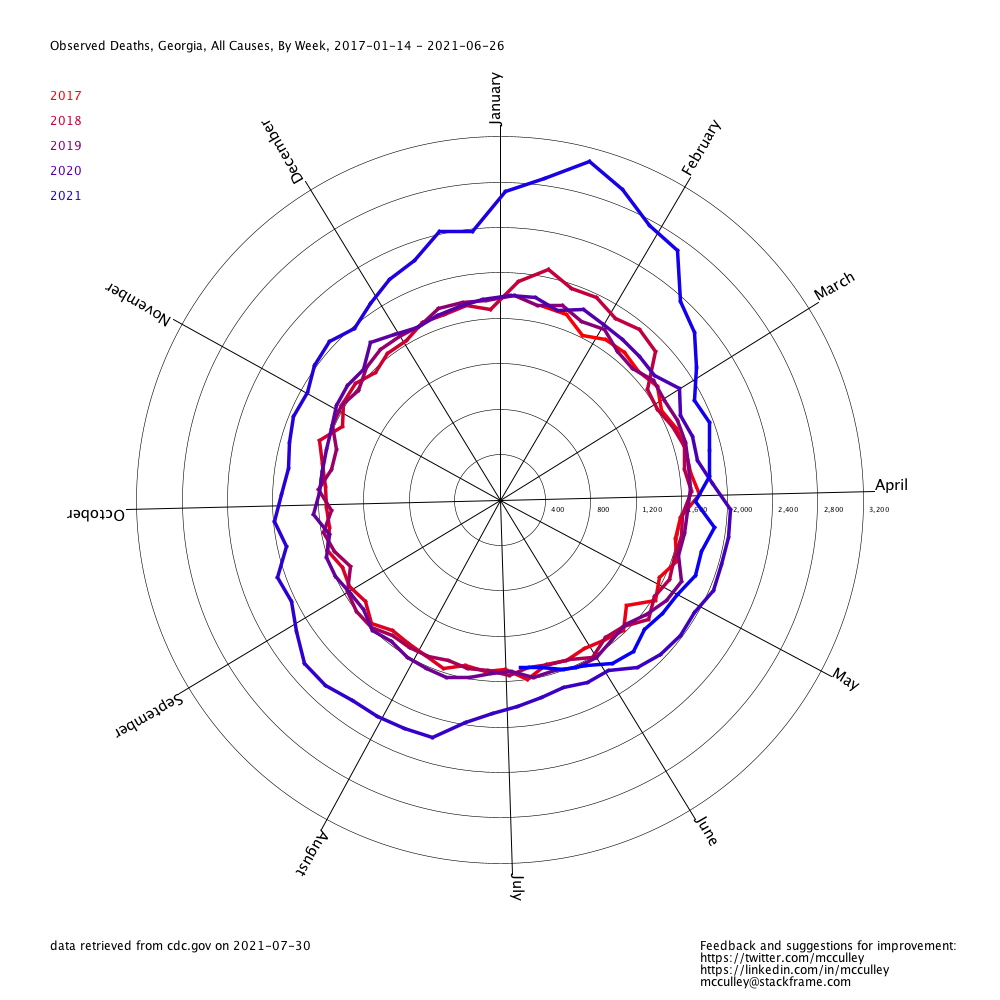 Observed Deaths, Georgia, All Causes, By Week, 2017-01-14 - 2021-06-26
2017
2018
2019
2020
2021
January
February
March
April
May
June
July
August
September
October
November
December
400
800
1,200
1,600
2,000
2,400
2,800
3,200
data retrieved from cdc.gov on 2021-07-30
Feedback and suggestions for improvement:
https://twitter.com/mcculley
https://linkedin.com/in/mcculley
mcculley@stackframe.com